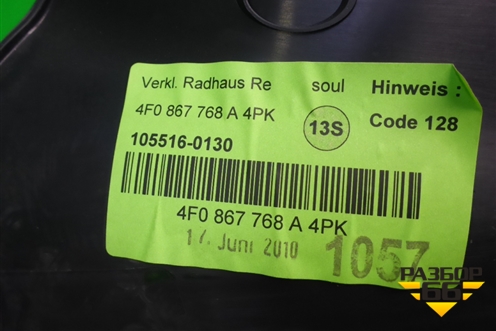 Verkl. Radhaus Re soul Hinweis :
4F0 867 768 A 4PK 13S Code 128
105516-0130
4F0 867 768 A 4PK
17. Juni 2010 1057
РАЗБОР
66